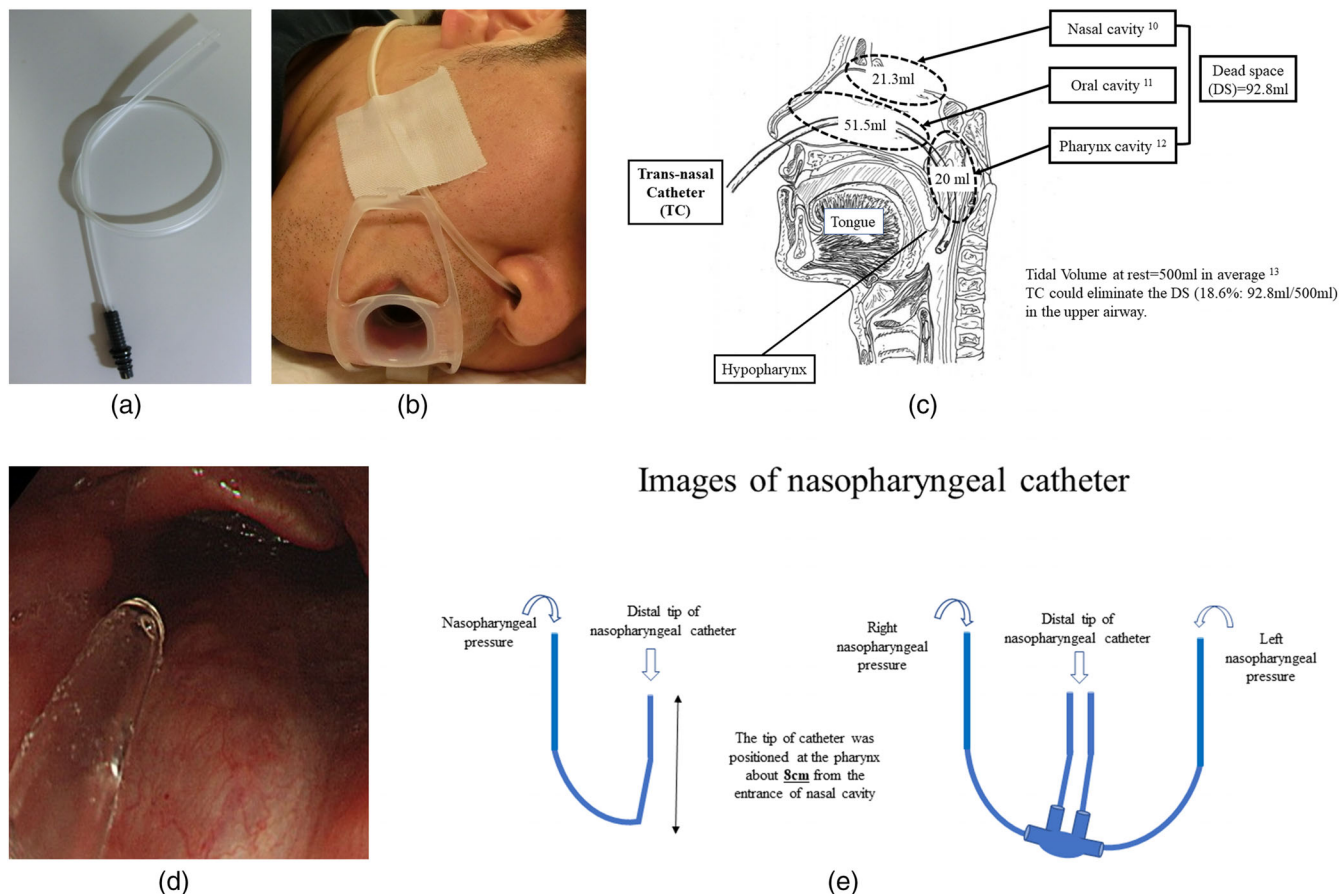 (a)
(b)
Nasal cavity 10
Oral cavity 11
Pharynx cavity 12
Dead space
(DS)=92.8ml
21.3ml
51.5ml
20 ml
Trans-nasal
Catheter
(TC)
Tongue
Hypopharynx
Tidal Volume at rest=500ml in average 13
TC could eliminate the DS (18.6%: 92.8ml/500ml)
in the upper airway.
(c)
(d)
Images of nasopharyngeal catheter
Nasopharyngeal
pressure
Distal tip of
nasopharyngeal catheter
The tip of catheter was
positioned at the pharynx
about 8cm from the
entrance of nasal cavity
Right
nasopharyngeal
pressure
Distal tip of
nasopharyngeal catheter
Left
nasopharyngeal
pressure
(e)